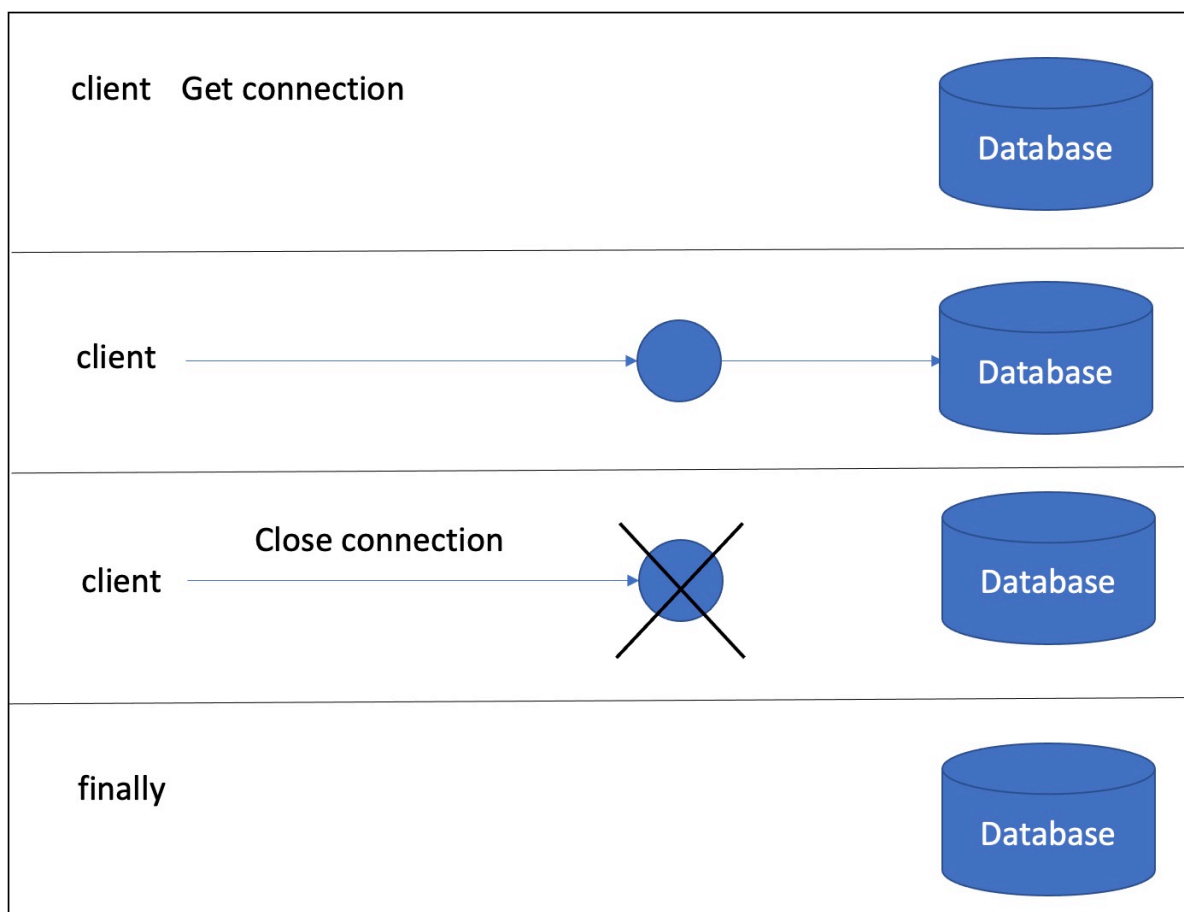 client Get connection
Database
client
Database
Close connection
client
Database
finally
Database